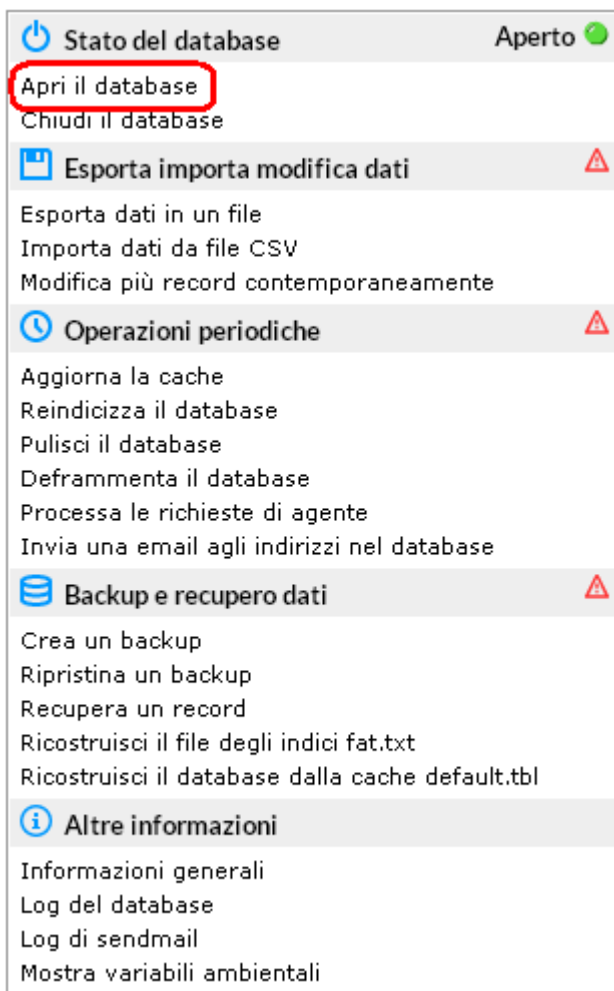 Stato del database Aperto
Apri il database
Chiudi il database
Esporta importa modifica dati
Esporta dati in un file
Importa dati da file CSV
Modifica più record contemporaneamente
Operazioni periodiche
Aggiorna la cache
Reindicizza il database
Pulisci il database
Deframmenta il database
Processa le richieste di agente
Invia una email agli indirizzi nel database
Backup e recupero dati
Crea un backup
Ripristina un backup
Recupera un record
Ricostruisci il file degli indici fat.txt
Ricostruisci il database dalla cache default.tbl
Altre informazioni
Informazioni generali
Log del database
Log di sendmail
Mostra variabili ambientali